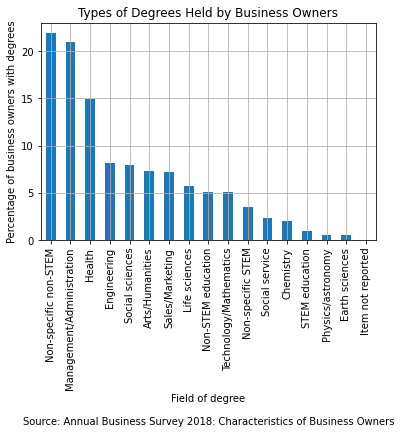 Types of Degrees Held by Business Owners
Percentage of business owners with degrees
20
15
10
5
0
Non-specific non-STEM
Management/Administration
Health
Engineering
Social sciences
Arts/Humanities
Sales/Marketing
Life sciences
Non-STEM education
Technology/Mathematics
Non-specific STEM
Social service
Chemistry
STEM education
Physics/astronomy
Earth sciences
Item not reported
Field of degree
Source: Annual Business Survey 2018: Characteristics of Business Owners